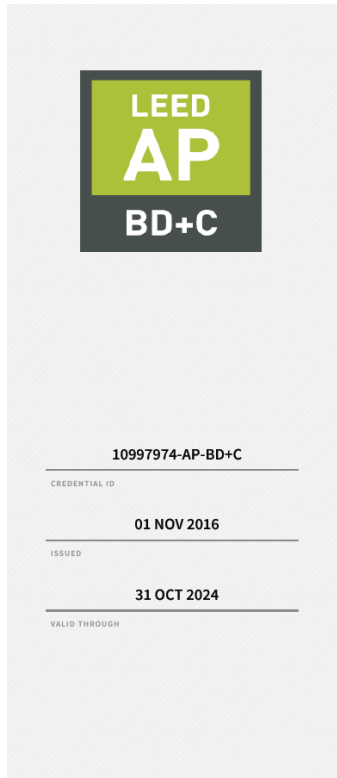 LEED
AP
BD+C
10997974-AP-BD+C
CREDENTIAL ID
01 NOV 2016
ISSUED
31 OCT 2024
VALID THROUGH